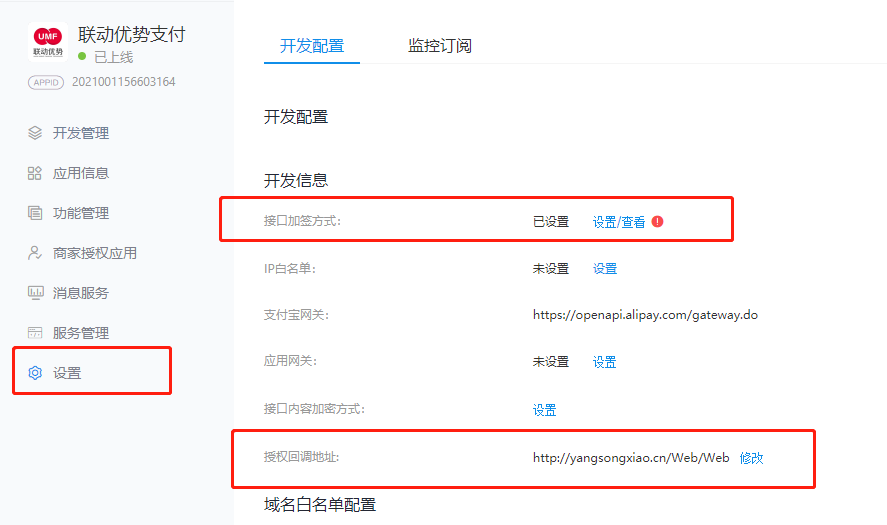 UMF
联动优势
联动优势支付
已上线
APPID 2021001156603164
开发管理
应用信息
功能管理
商家授权应用
消息服务
服务管理
设置
开发配置 监控订阅
开发配置
开发信息
接口加签方式: 已设置 设置/查看
IP白名单: 未设置 设置
支付宝网关: https://openapi.alipay.com/gateway.do
应用网关: 未设置 设置
接口内容加密方式: 设置
授权回调地址: http://yangsongxiao.cn/Web/Web 修改
域名白名单配置